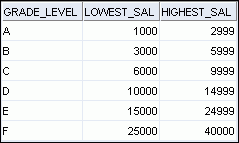 GRADE_LEVEL LOWEST_SAL HIGHEST_SAL
A 1000 2999
B 3000 5999
C 6000 9999
D 10000 14999
E 15000 24999
F 25000 40000